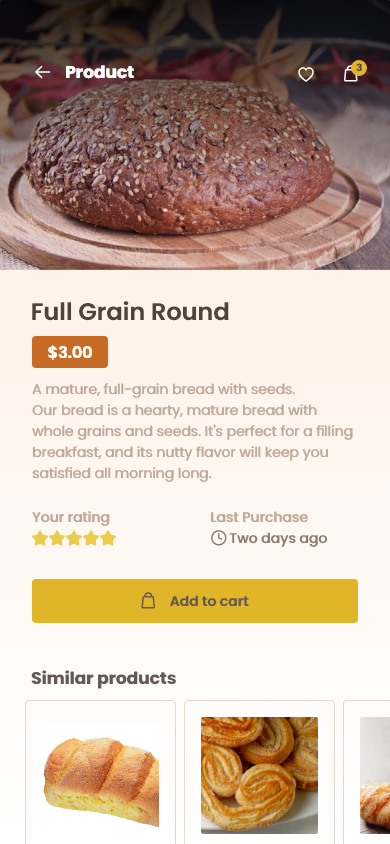 Product
3
Full Grain Round
$3.00
A mature, full-grain bread with seeds.
Our bread is a hearty, mature bread with
whole grains and seeds. It's perfect for a filling
breakfast, and its nutty flavor will keep you
satisfied all morning long.
Your rating
Last Purchase
Two days ago
Add to cart
Similar products